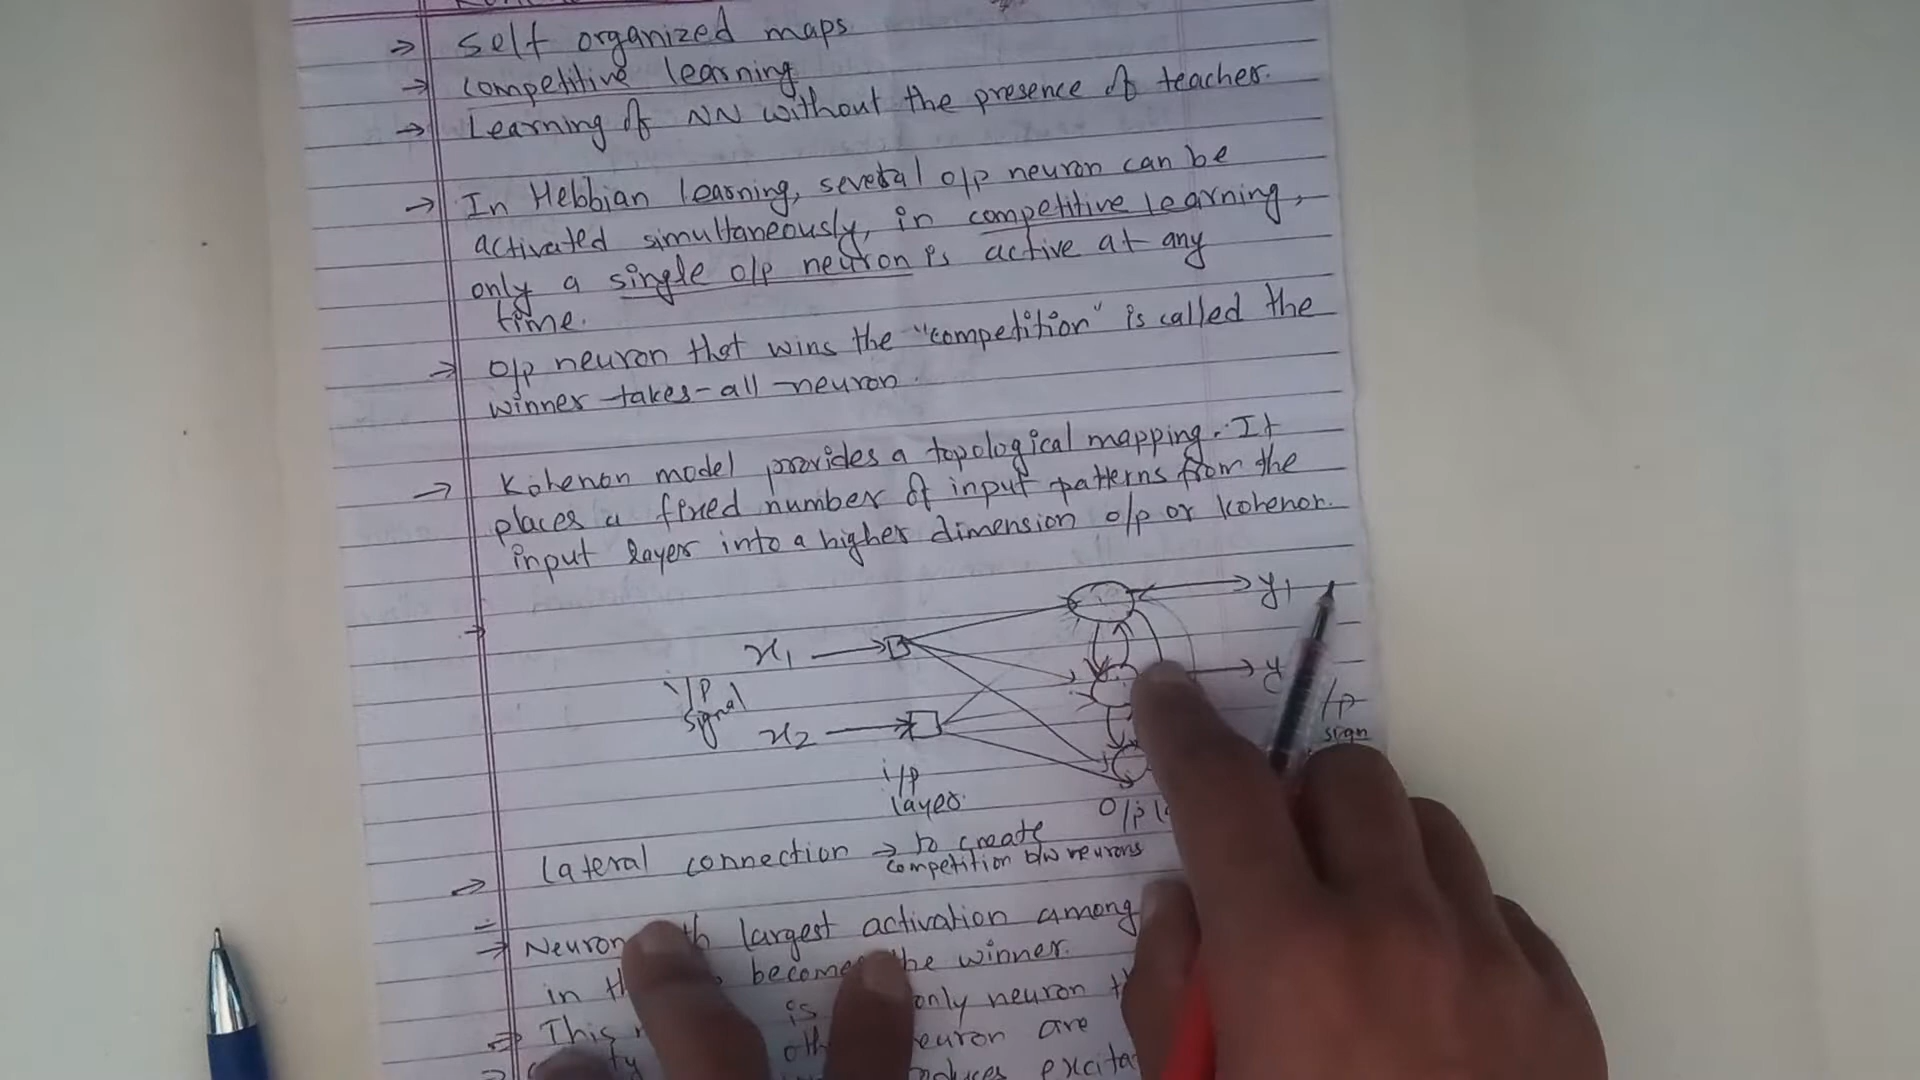 → Self organized maps
→ competitive learning
→ Learning of NN without the presence of teacher.
→ In Hebbian learning, several o/p neuron can be
activated simultaneously, in competitive learning,
only a single o/p neuron is active at any
time.
→ O/p neuron that wins the "competition" is called the
winner-takes-all-neuron.
→ Kohenon model provides a topological mapping. It
places a fixed number of input patterns from the
input layer into a higher dimension o/p or kohenon.
x1 y1
i/p signal
x2
i/p layer
O/p
→ Lateral connection → to create
competition b/w neurons
→ Neuron largest activation among
in becomes the winner.
⇒ This is only neuron
neuron are